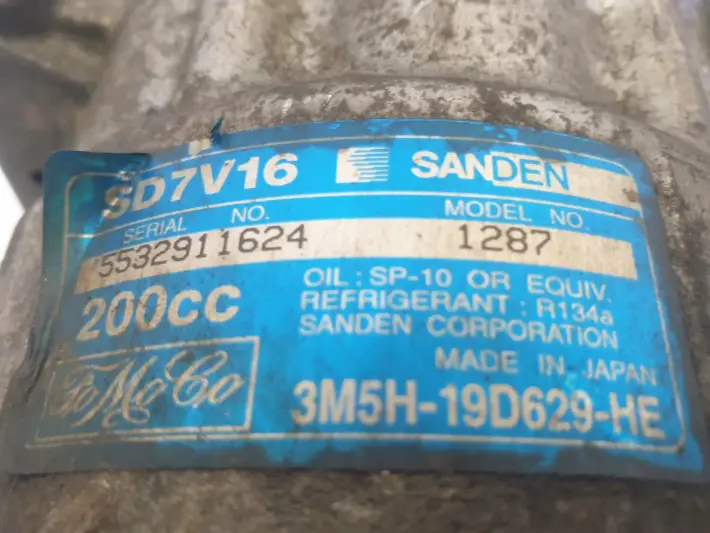 SD7V16 SANDEN
SERIAL NO. MODEL NO.
5532911624 1287
200CC
OIL : SP-10 OR EQUIV.
REFRIGERANT : R134a
SANDEN CORPORATION
MADE IN JAPAN
FoMoCo 3M5H-19D629-HE